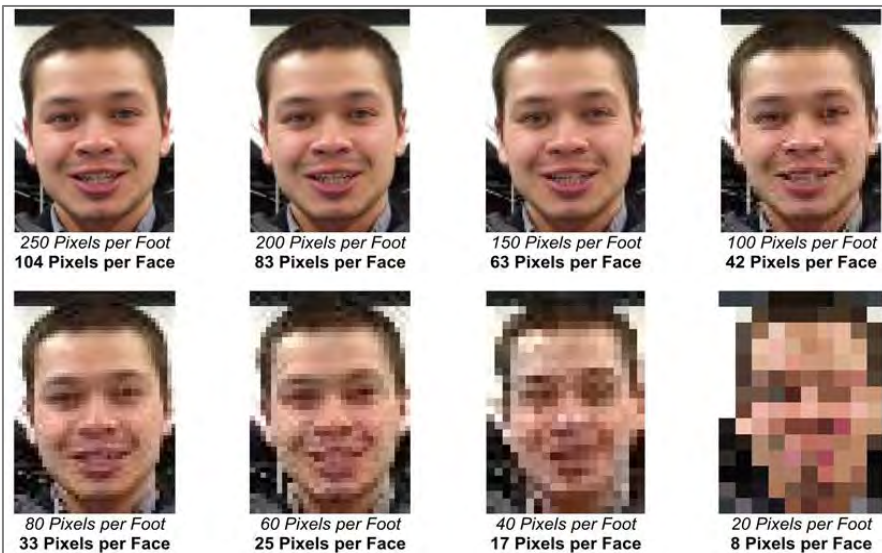 250 Pixels per Foot
104 Pixels per Face
200 Pixels per Foot
83 Pixels per Face
150 Pixels per Foot
63 Pixels per Face
100 Pixels per Foot
42 Pixels per Face
80 Pixels per Foot
33 Pixels per Face
60 Pixels per Foot
25 Pixels per Face
40 Pixels per Foot
17 Pixels per Face
20 Pixels per Foot
8 Pixels per Face